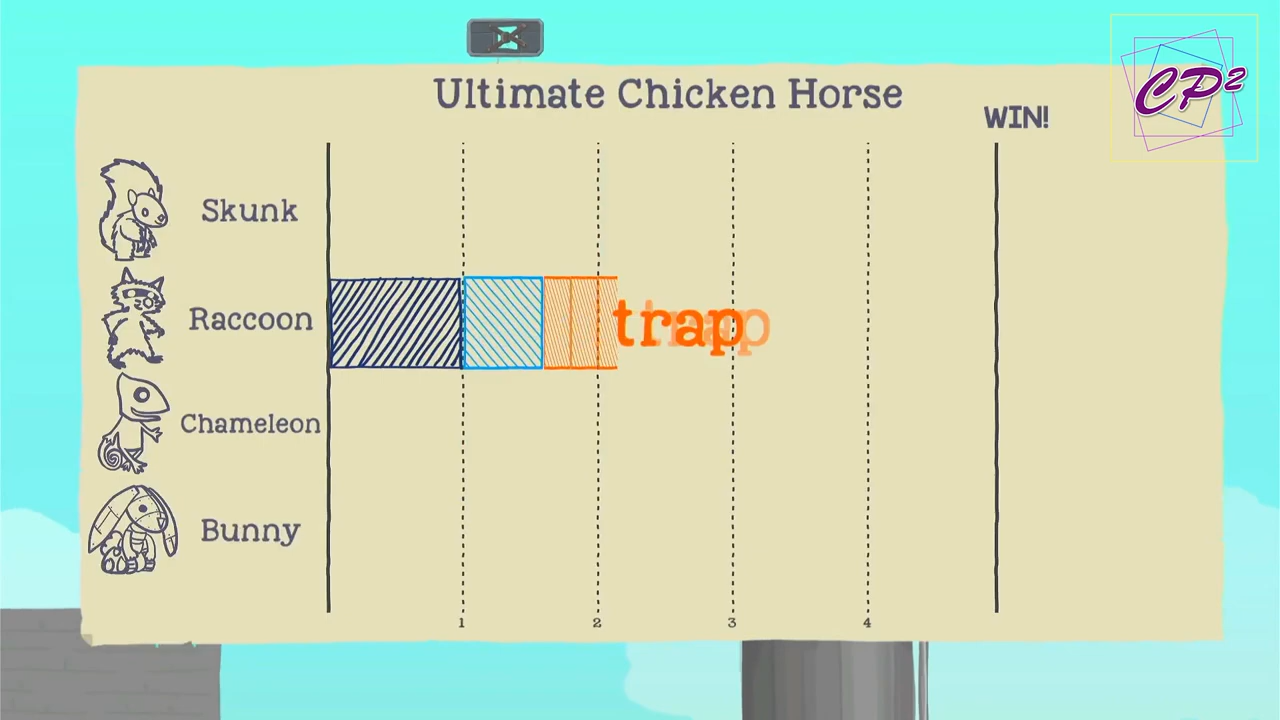 CP²
Ultimate Chicken Horse
WIN!
Skunk
Raccoon
trap
Chameleon
Bunny
1 2 3 4